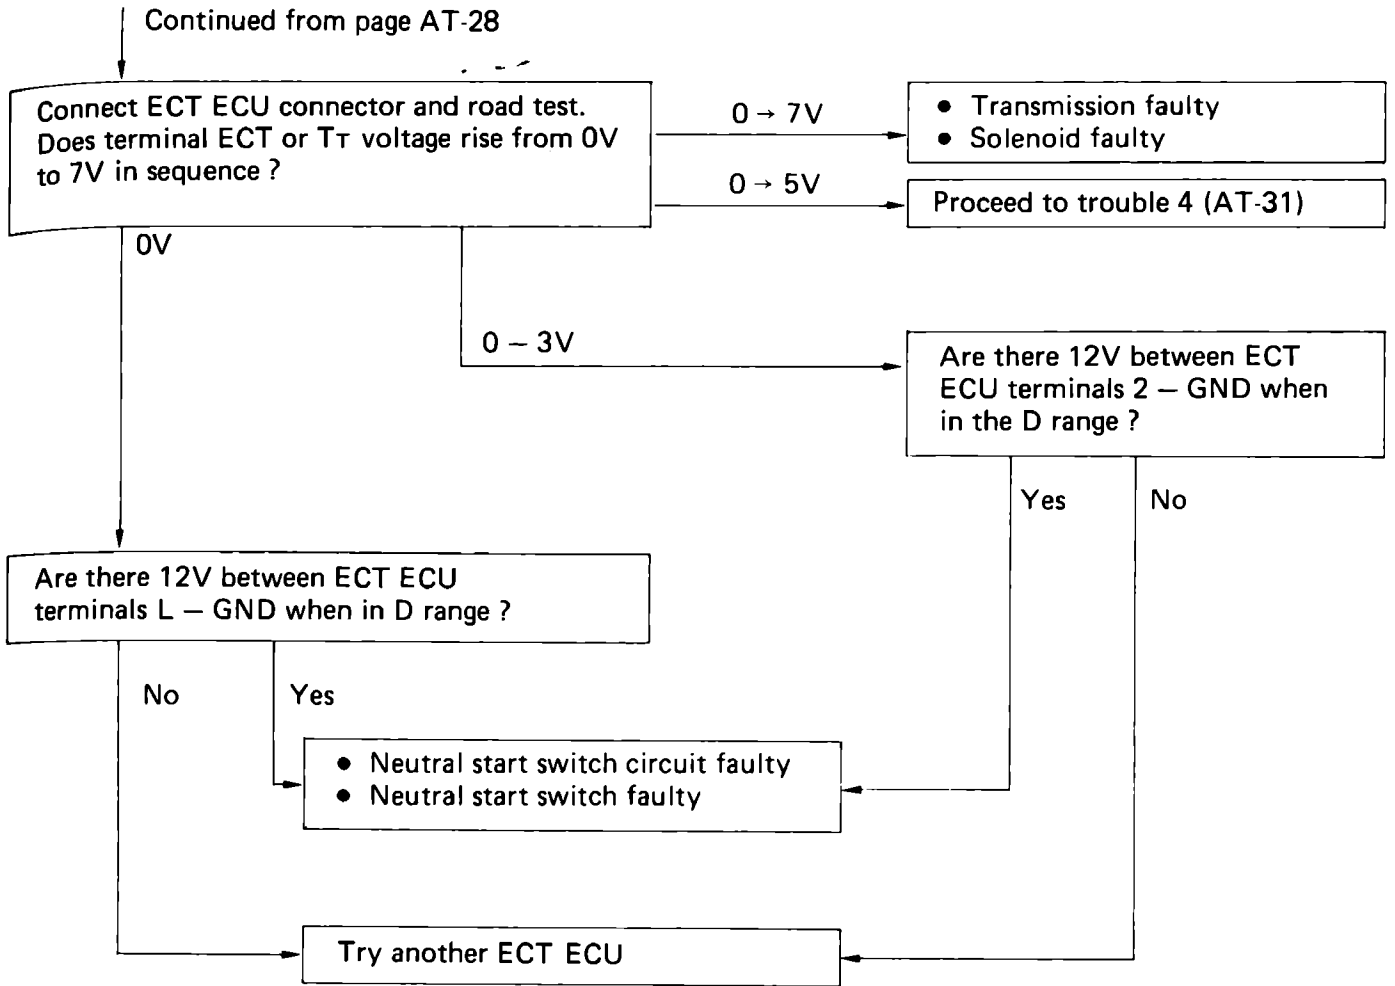 Continued from page AT-28
Connect ECT ECU connector and road test.
Does terminal ECT or TT voltage rise from 0V
to 7V in sequence ?
0 → 7V
• Transmission faulty
• Solenoid faulty
0 → 5V
Proceed to trouble 4 (AT-31)
0V
0 — 3V
Are there 12V between ECT
ECU terminals 2 — GND when
in the D range ?
Yes
No
Are there 12V between ECT ECU
terminals L — GND when in D range ?
No
Yes
• Neutral start switch circuit faulty
• Neutral start switch faulty
Try another ECT ECU